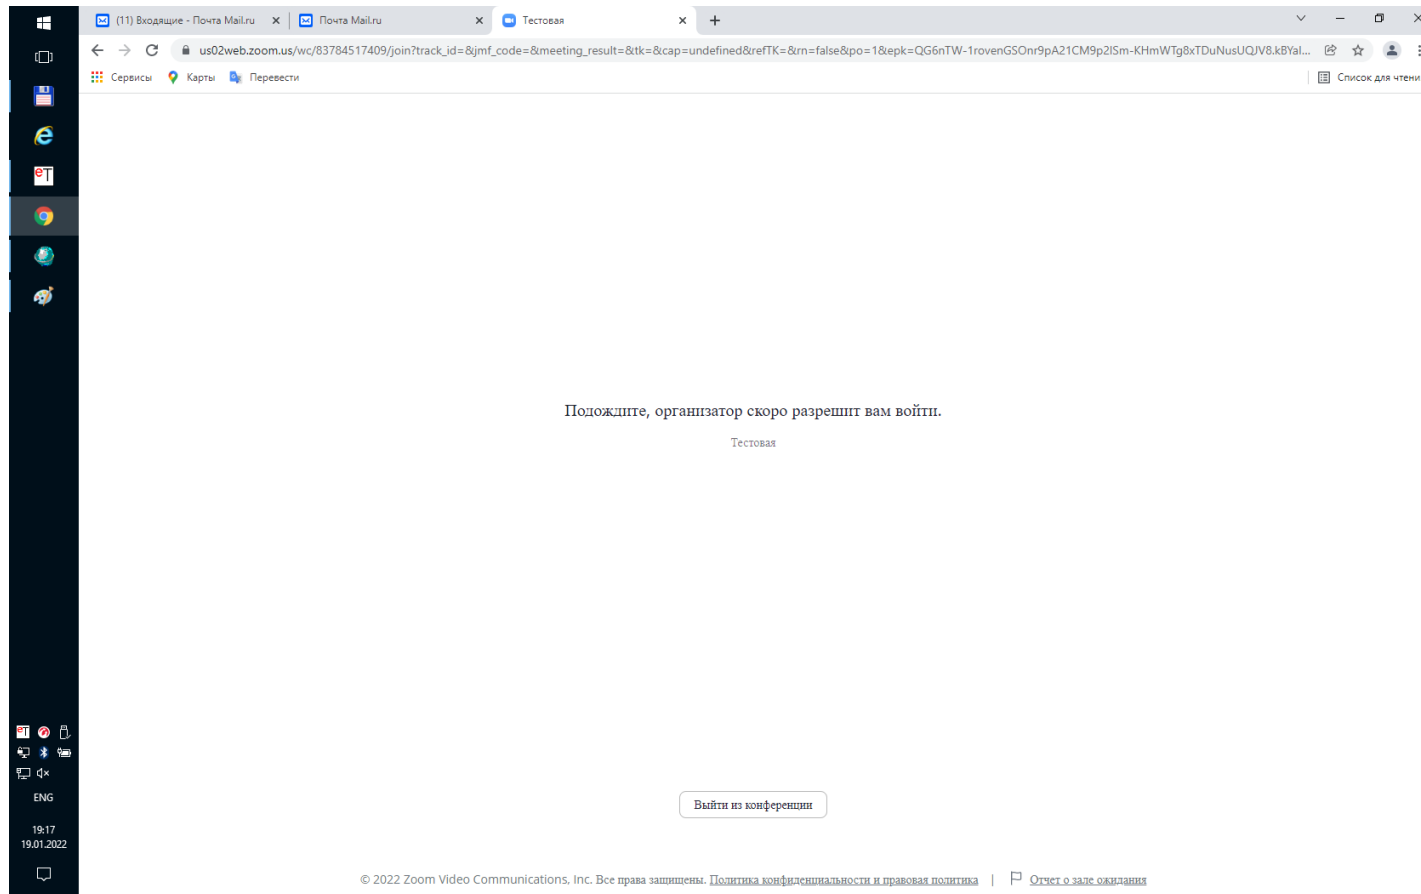 (11) Входящие - Почта Mail.ru
Почта Mail.ru
Тестовая
us02web.zoom.us/wc/83784517409/join?track_id=&jmf_code=&meeting_result=&tk=&cap=undefined&refTK=&rn=false&po=1&epk=QG6nTW-1rovenGSOnr9pA21CM9p2ISm-KHmWTg8xTDuNusUQJV8.kBYaI...
Сервисы
Карты
Перевести
Список для чтени
eT
Подождите, организатор скоро разрешит вам войти.
Тестовая
eT
ENG
Выйти из конференции
19:17
19.01.2022
© 2022 Zoom Video Communications, Inc. Все права защищены. Политика конфиденциальности и правовая политика | Отчет о зале ожидания